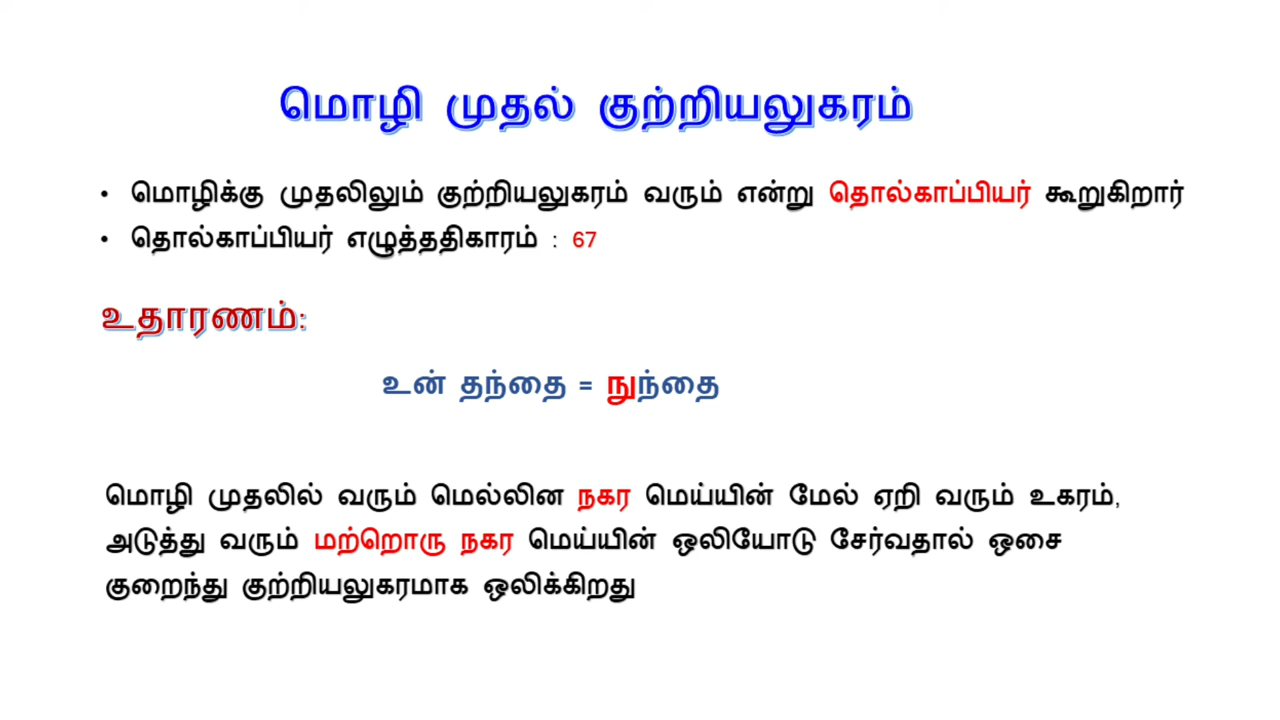 மொழி முதல் குற்றியலுகரம்
• மொழிக்கு முதலிலும் குற்றியலுகரம் வரும் என்று தொல்காப்பியர் கூறுகிறார்
• தொல்காப்பியர் எழுத்ததிகாரம் : 67
உதாரணம்:
உன் தந்தை = நுந்தை
மொழி முதலில் வரும் மெல்லின நகர மெய்யின் மேல் ஏறி வரும் உகரம்,
அடுத்து வரும் மற்றொரு நகர மெய்யின் ஒலியோடு சேர்வதால் ஒசை
குறைந்து குற்றியலுகரமாக ஒலிக்கிறது